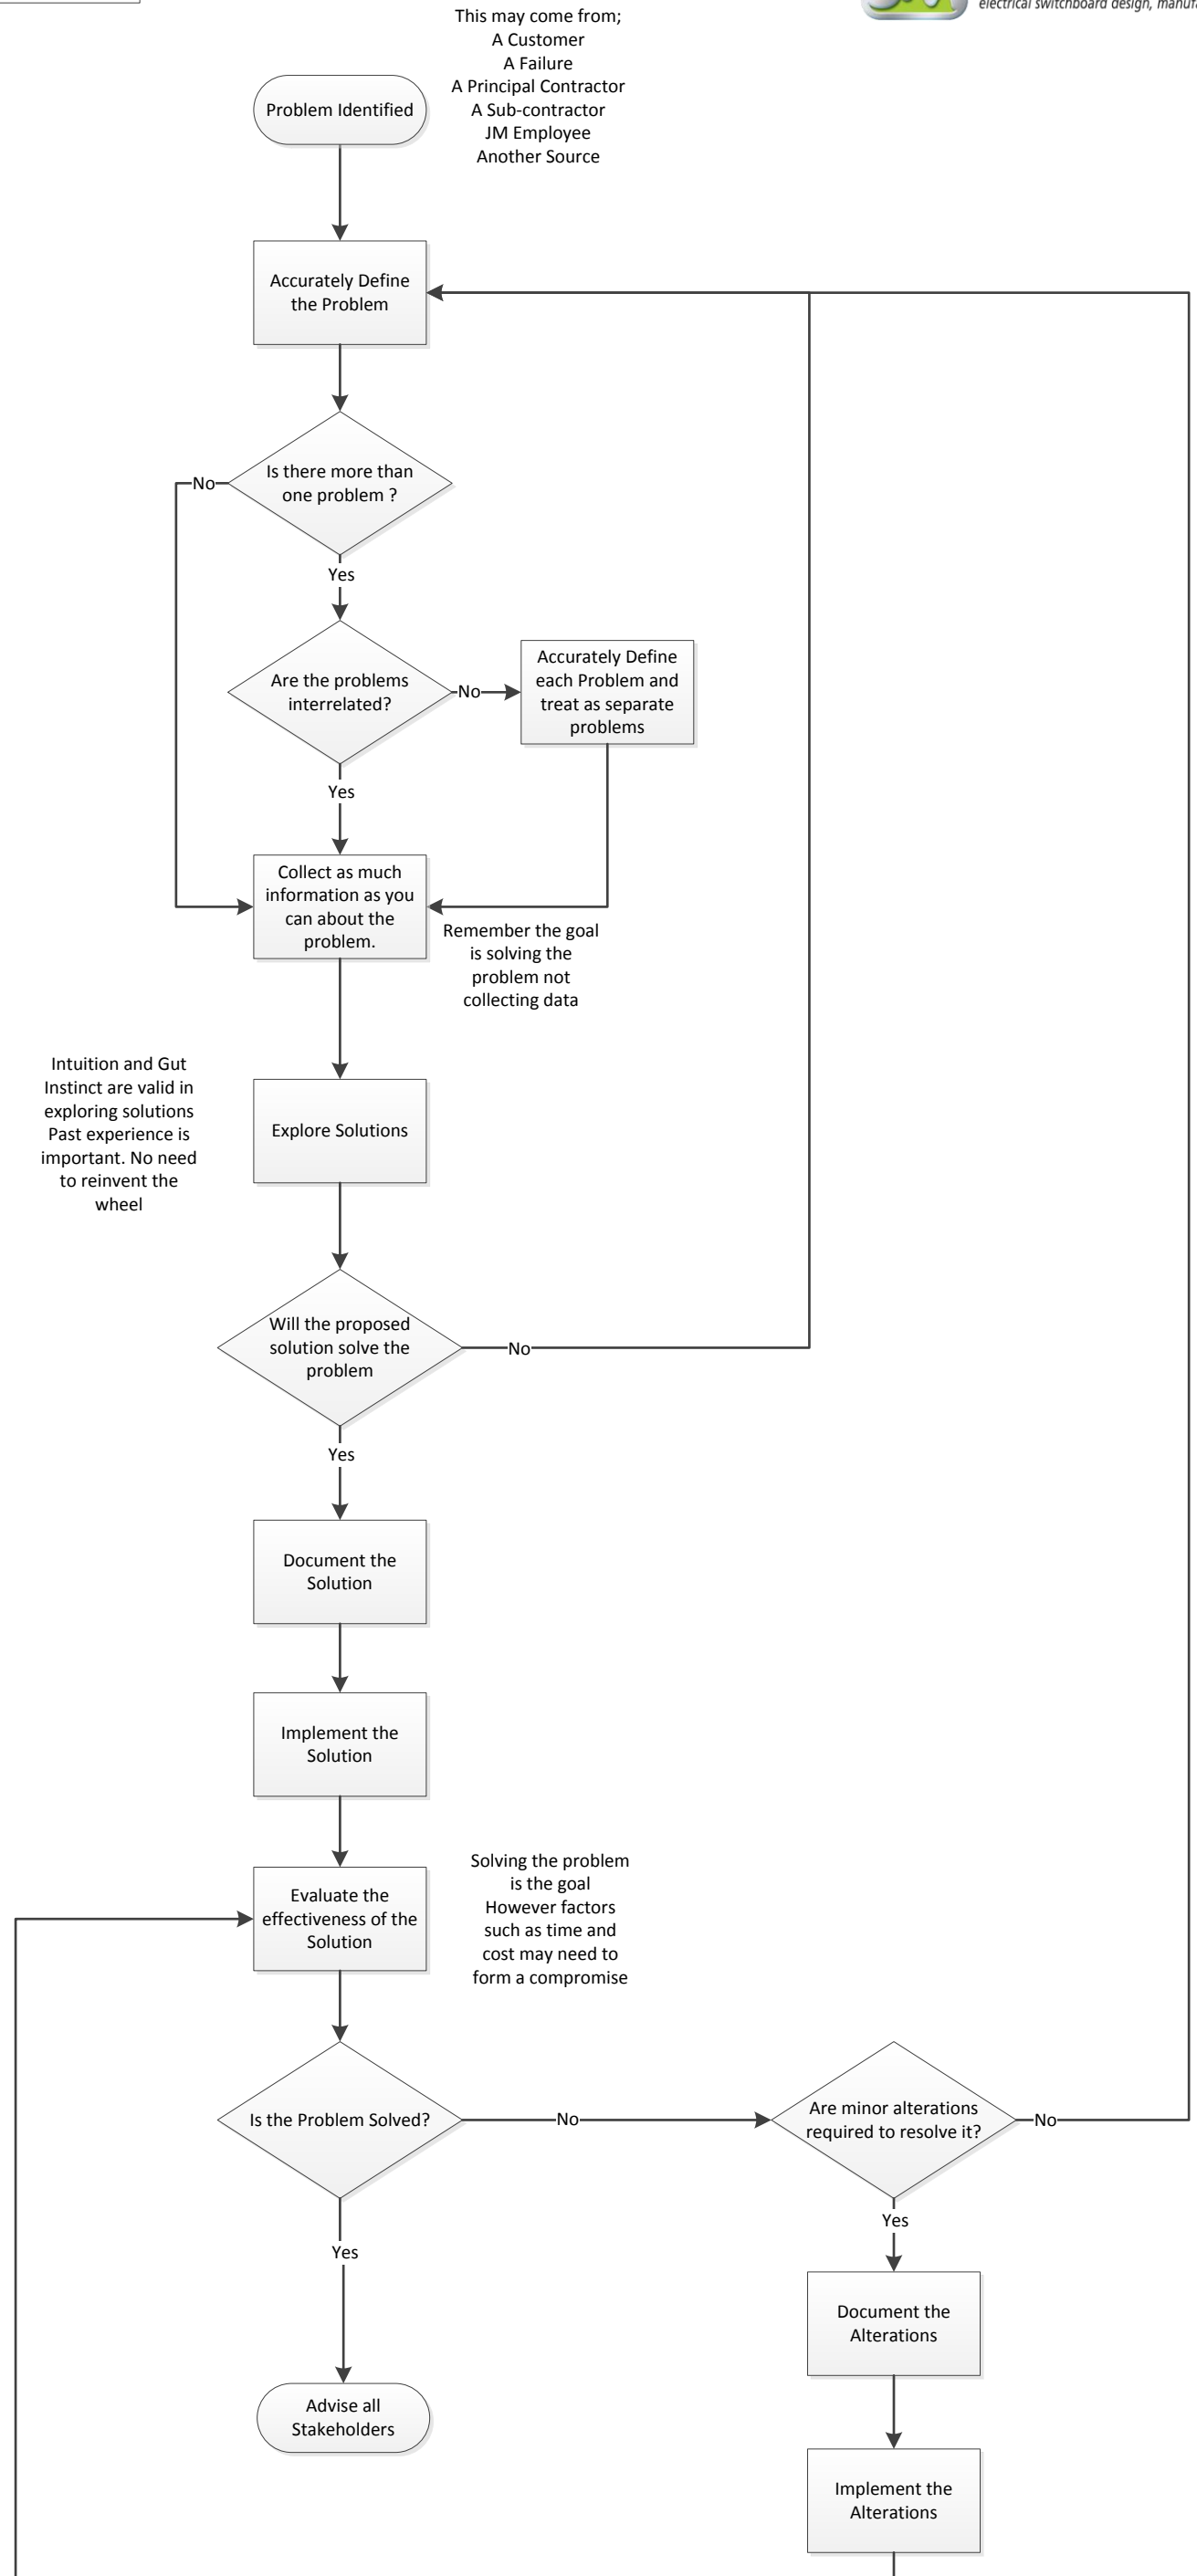 electrical switchboard design,
This may come from;
A Customer
A Failure
A Principal Contractor
A Sub-contractor
JM Employee
Another Source
Problem Identified
Accurately Define
the Problem
Is there more than
one problem ?
No
Yes
Are the problems
interrelated?
No
Accurately Define
each Problem and
treat as separate
problems
Yes
Collect as much
information as you
can about the
problem.
Remember the goal
is solving the
problem not
collecting data
Intuition and Gut
Instinct are valid in
exploring solutions
Past experience is
important. No need
to reinvent the
wheel
Explore Solutions
Will the proposed
solution solve the
problem
No
Yes
Document the
Solution
Implement the
Solution
Evaluate the
effectiveness of the
Solution
Solving the problem
is the goal
However factors
such as time and
cost may need to
form a compromise
Is the Problem Solved?
No
Are minor alterations
required to resolve it?
No
Yes
Yes
Document the
Alterations
Advise all
Stakeholders
Implement the
Alterations